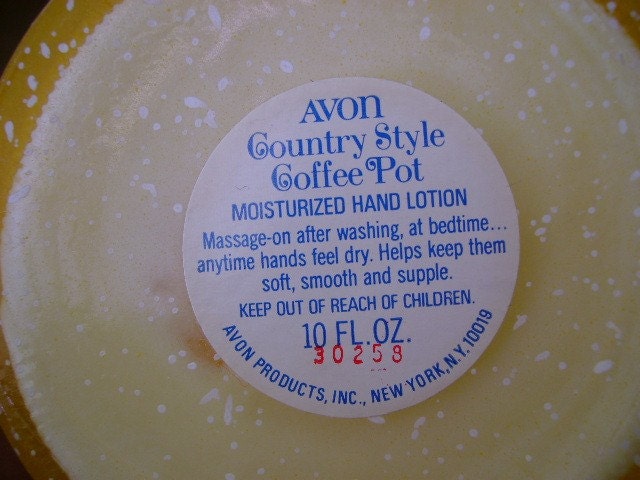 AVON
Country Style
Coffee Pot
MOISTURIZED HAND LOTION
Massage-on after washing, at bedtime...
anytime hands feel dry. Helps keep them
soft, smooth and supple.
KEEP OUT OF REACH OF CHILDREN.
10 FL. OZ.
30258
AVON PRODUCTS, INC., NEW YORK, N.Y. 10019